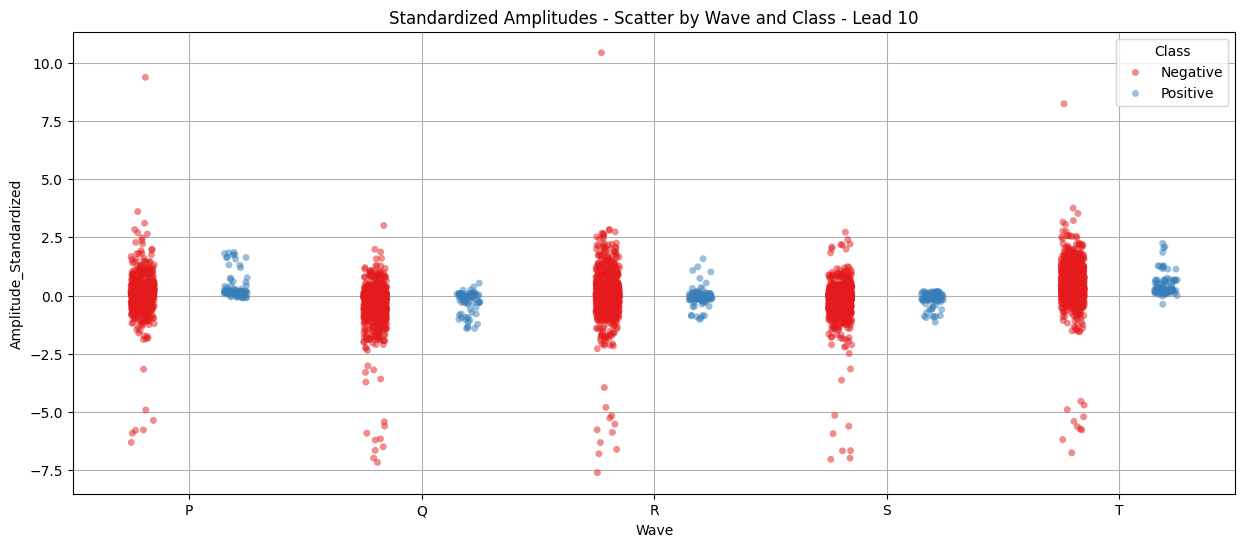 Standardized Amplitudes - Scatter by Wave and Class - Lead 10
Class
Negative
Positive
Amplitude_Standardized
10.0
7.5
5.0
2.5
0.0
−2.5
−5.0
−7.5
P Q R S T
Wave